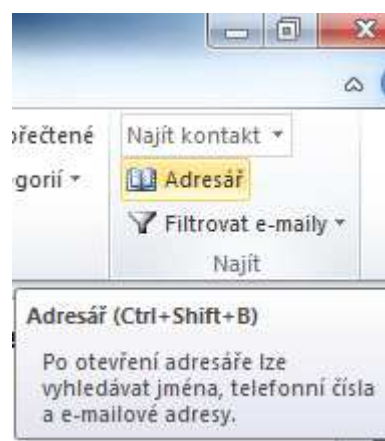 přečtené
Najít kontakt
gorií
Adresář
Filtrovat e-maily
Najít
Adresář (Ctrl+Shift+B)
Po otevření adresáře lze
vyhledávat jména, telefonní čísla
a e-mailové adresy.